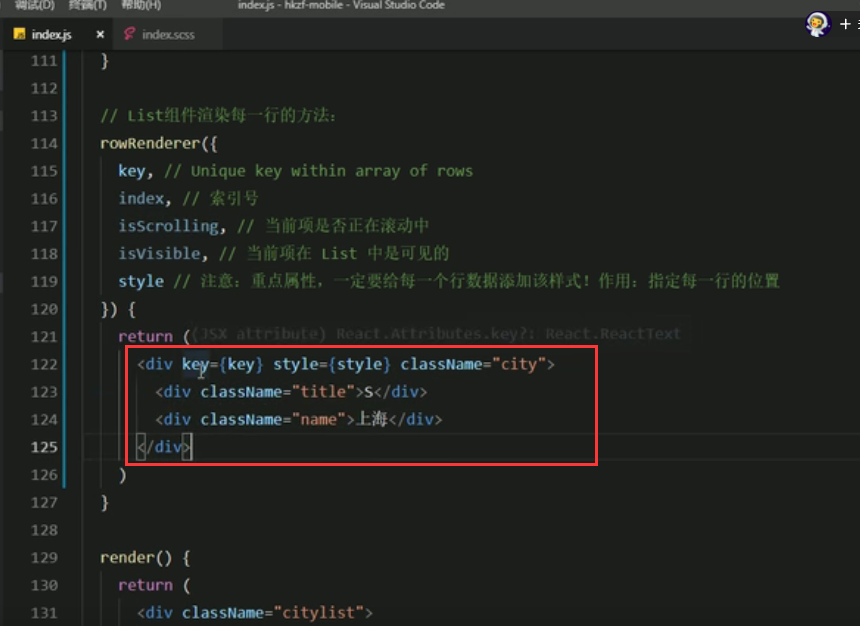 调试(D) 终端(T) 帮助(H) index.js - hkzf-mobile - Visual Studio Code
index.js × index.scss
111 }
112
113 // List组件渲染每一行的方法：
114 rowRenderer({
115 key, // Unique key within array of rows
116 index, // 索引号
117 isScrolling, // 当前项是否正在滚动中
118 isVisible, // 当前项在 List 中是可见的
119 style // 注意：重点属性，一定要给每一个行数据添加该样式！作用：指定每一行的位置
120 }) {
121 return ( (JSX attribute) React.Attributes.key?: React.ReactText
122 <div key={key} style={style} className="city">
123 <div className="title">S</div>
124 <div className="name">上海</div>
125 </div>
126 )
127 }
128
129 render() {
130 return (
131 <div className="citylist">